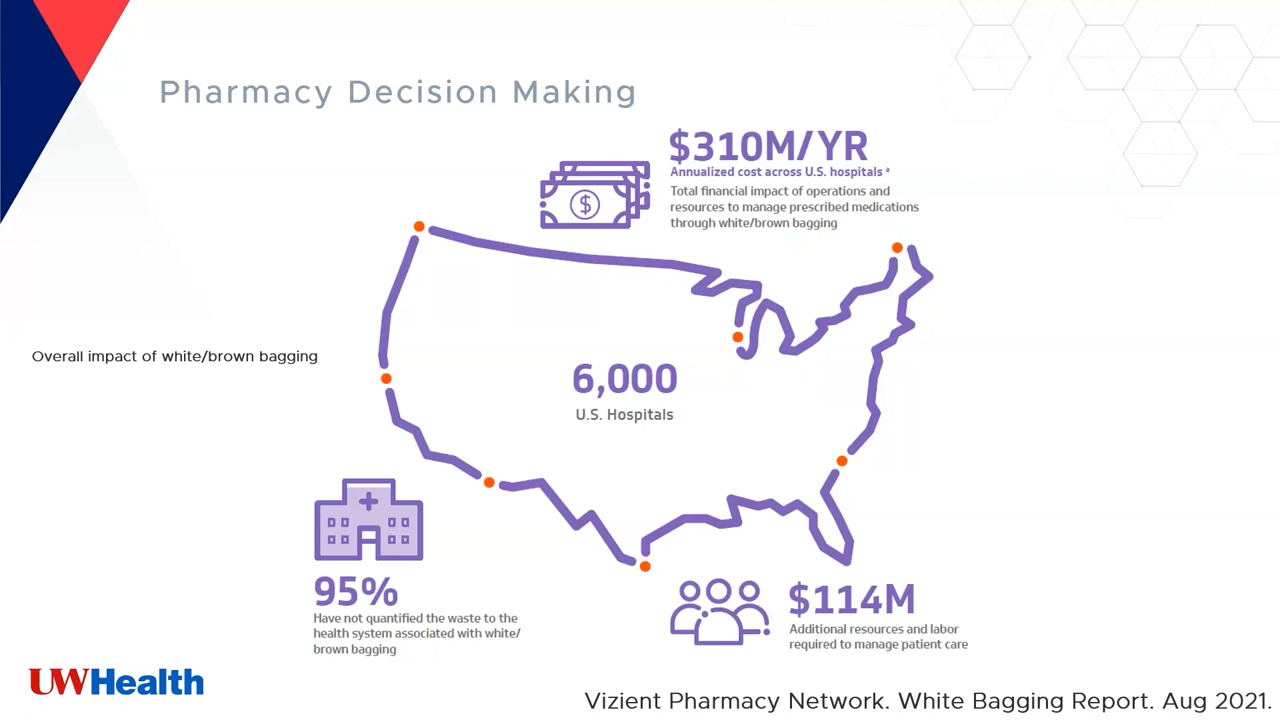 Pharmacy Decision Making
$310M/YR
Annualized cost across U.S. hospitals ª
Total financial impact of operations and
resources to manage prescribed medications
through white/brown bagging
$
Overall impact of white/brown bagging
6,000
U.S. Hospitals
95%
Have not quantified the waste to the
health system associated with white/
brown bagging
$114M
Additional resources and labor
required to manage patient care
UWHealth
Vizient Pharmacy Network. White Bagging Report. Aug 2021.